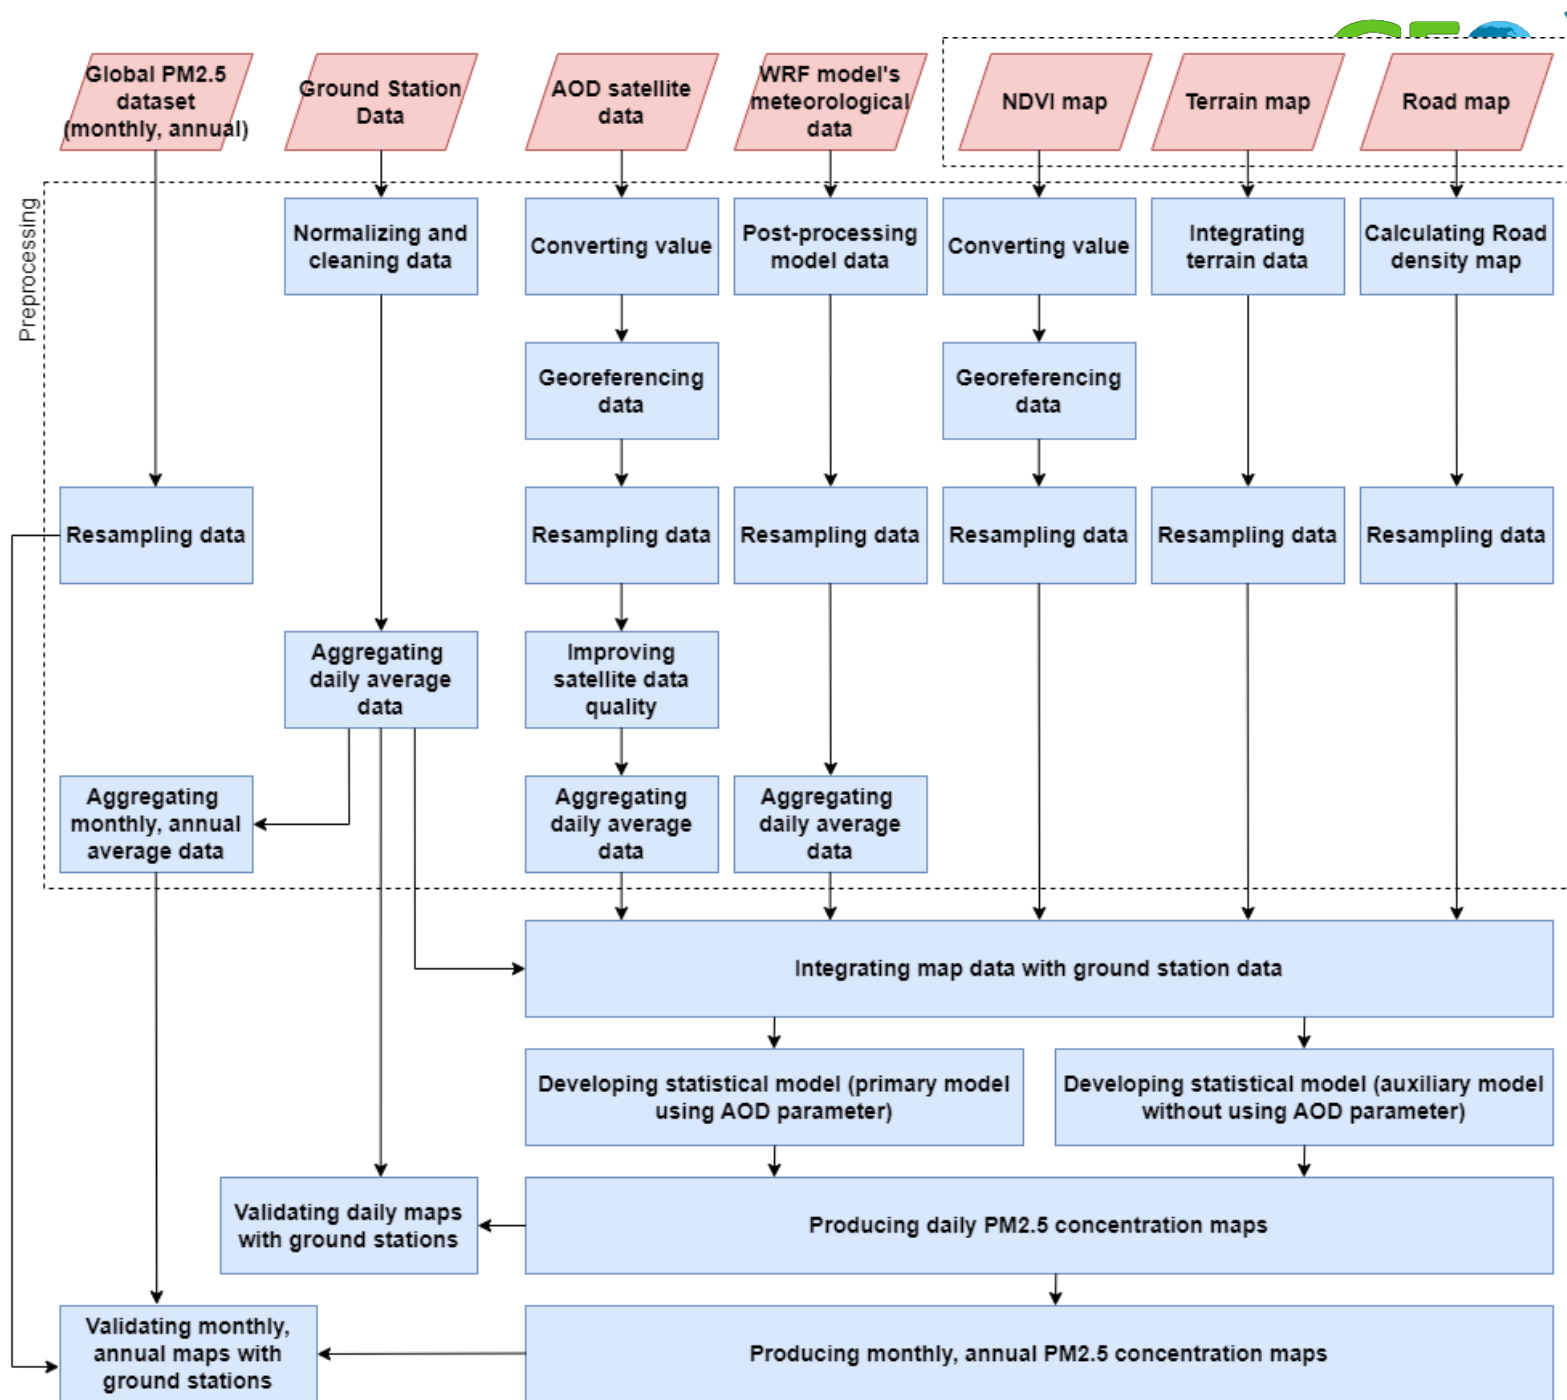 Global PM2.5
dataset
(monthly, annual)
Ground Station
Data
AOD satellite
data
WRF model's
meteorological
data
NDVI map
Terrain map
Road map
Preprocessing
Normalizing and
cleaning data
Converting value
Post-processing
model data
Converting value
Integrating
terrain data
Calculating Road
density map
Georeferencing
data
Georeferencing
data
Resampling data
Resampling data
Resampling data
Resampling data
Resampling data
Resampling data
Aggregating
daily average
data
Improving
satellite data
quality
Aggregating
monthly, annual
average data
Aggregating
daily average
data
Aggregating
daily average
data
Integrating map data with ground station data
Developing statistical model (primary model
using AOD parameter)
Developing statistical model (auxiliary model
without using AOD parameter)
Validating daily maps
with ground stations
Producing daily PM2.5 concentration maps
Validating monthly,
annual maps with
ground stations
Producing monthly, annual PM2.5 concentration maps